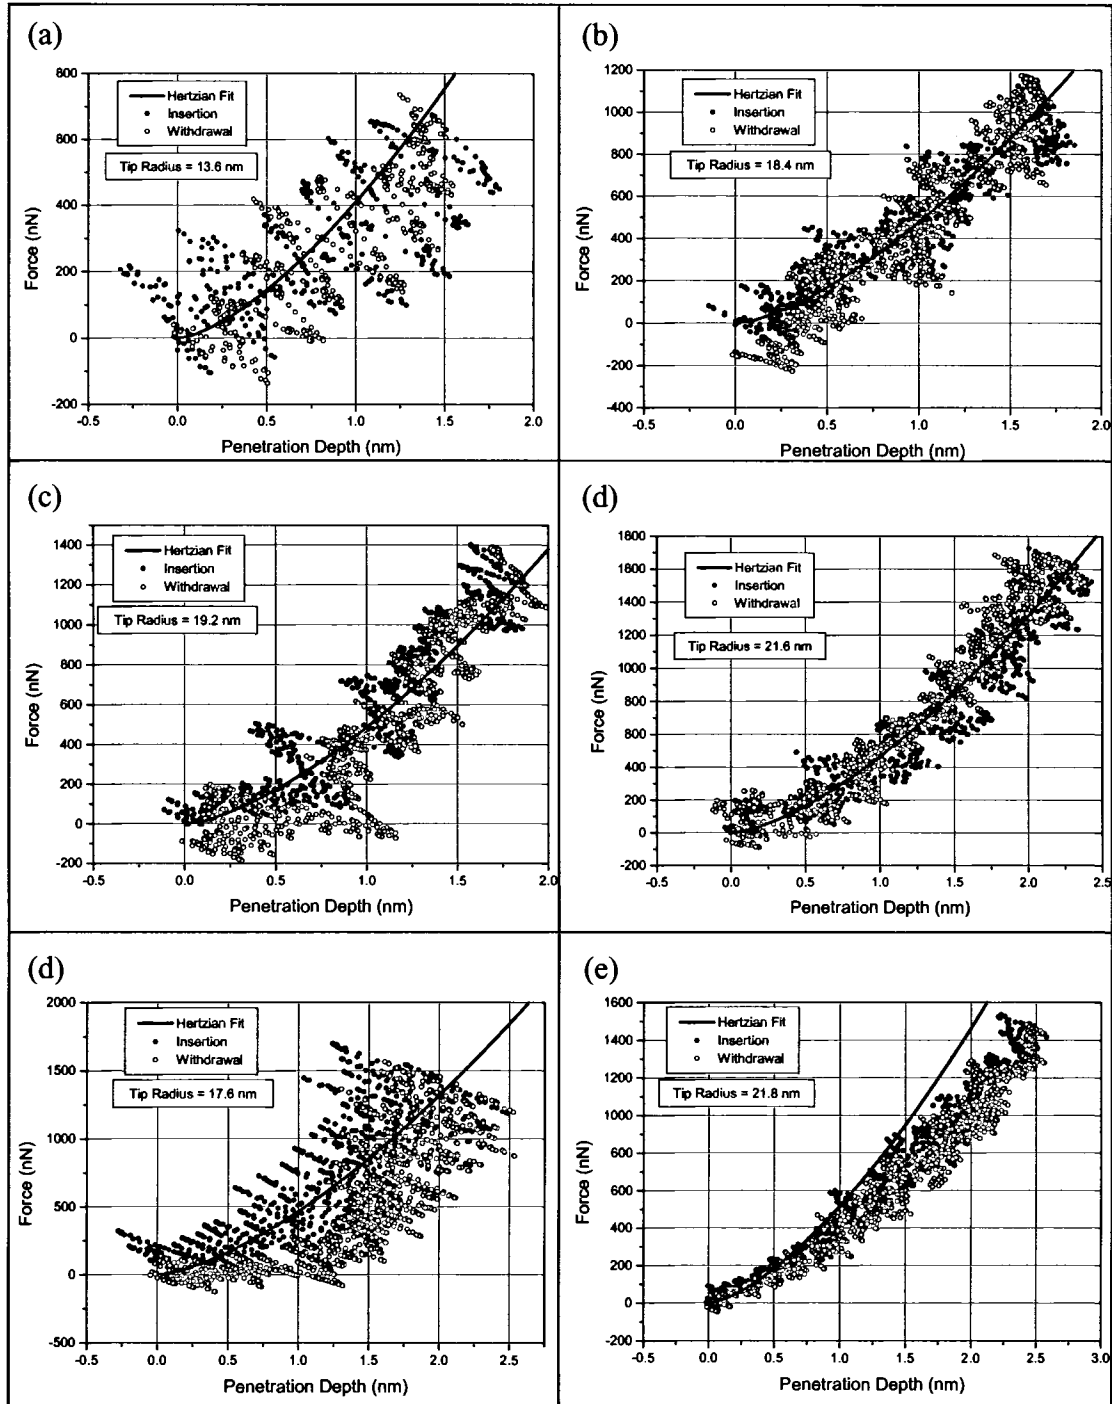 (a)
800
600
400
200
0
-200
Force (nN)
Hertzian Fit
Insertion
Withdrawal
Tip Radius = 13.6 nm
-0.5 0.0 0.5 1.0 1.5 2.0
Penetration Depth (nm)
(b)
1200
1000
800
600
400
200
0
-200
-400
Force (nN)
Hertzian Fit
Insertion
Withdrawal
Tip Radius = 18.4 nm
-0.5 0.0 0.5 1.0 1.5 2.0
Penetration Depth (nm)
(c)
1400
1200
1000
800
600
400
200
0
-200
Force (nN)
Hertzian Fit
Insertion
Withdrawal
Tip Radius = 19.2 nm
-0.5 0.0 0.5 1.0 1.5 2.0
Penetration Depth (nm)
(d)
1800
1600
1400
1200
1000
800
600
400
200
0
-200
Force (nN)
Hertzian Fit
Insertion
Withdrawal
Tip Radius = 21.6 nm
-0.5 0.0 0.5 1.0 1.5 2.0 2.5
Penetration Depth (nm)
(d)
2000
1500
1000
500
0
-500
Force (nN)
Hertzian Fit
Insertion
Withdrawal
Tip Radius = 17.6 nm
-0.5 0.0 0.5 1.0 1.5 2.0 2.5
Penetration Depth (nm)
(e)
1600
1400
1200
1000
800
600
400
200
0
-200
Force (nN)
Hertzian Fit
Insertion
Withdrawal
Tip Radius = 21.8 nm
-0.5 0.0 0.5 1.0 1.5 2.0 2.5 3.0
Penetration Depth (nm)